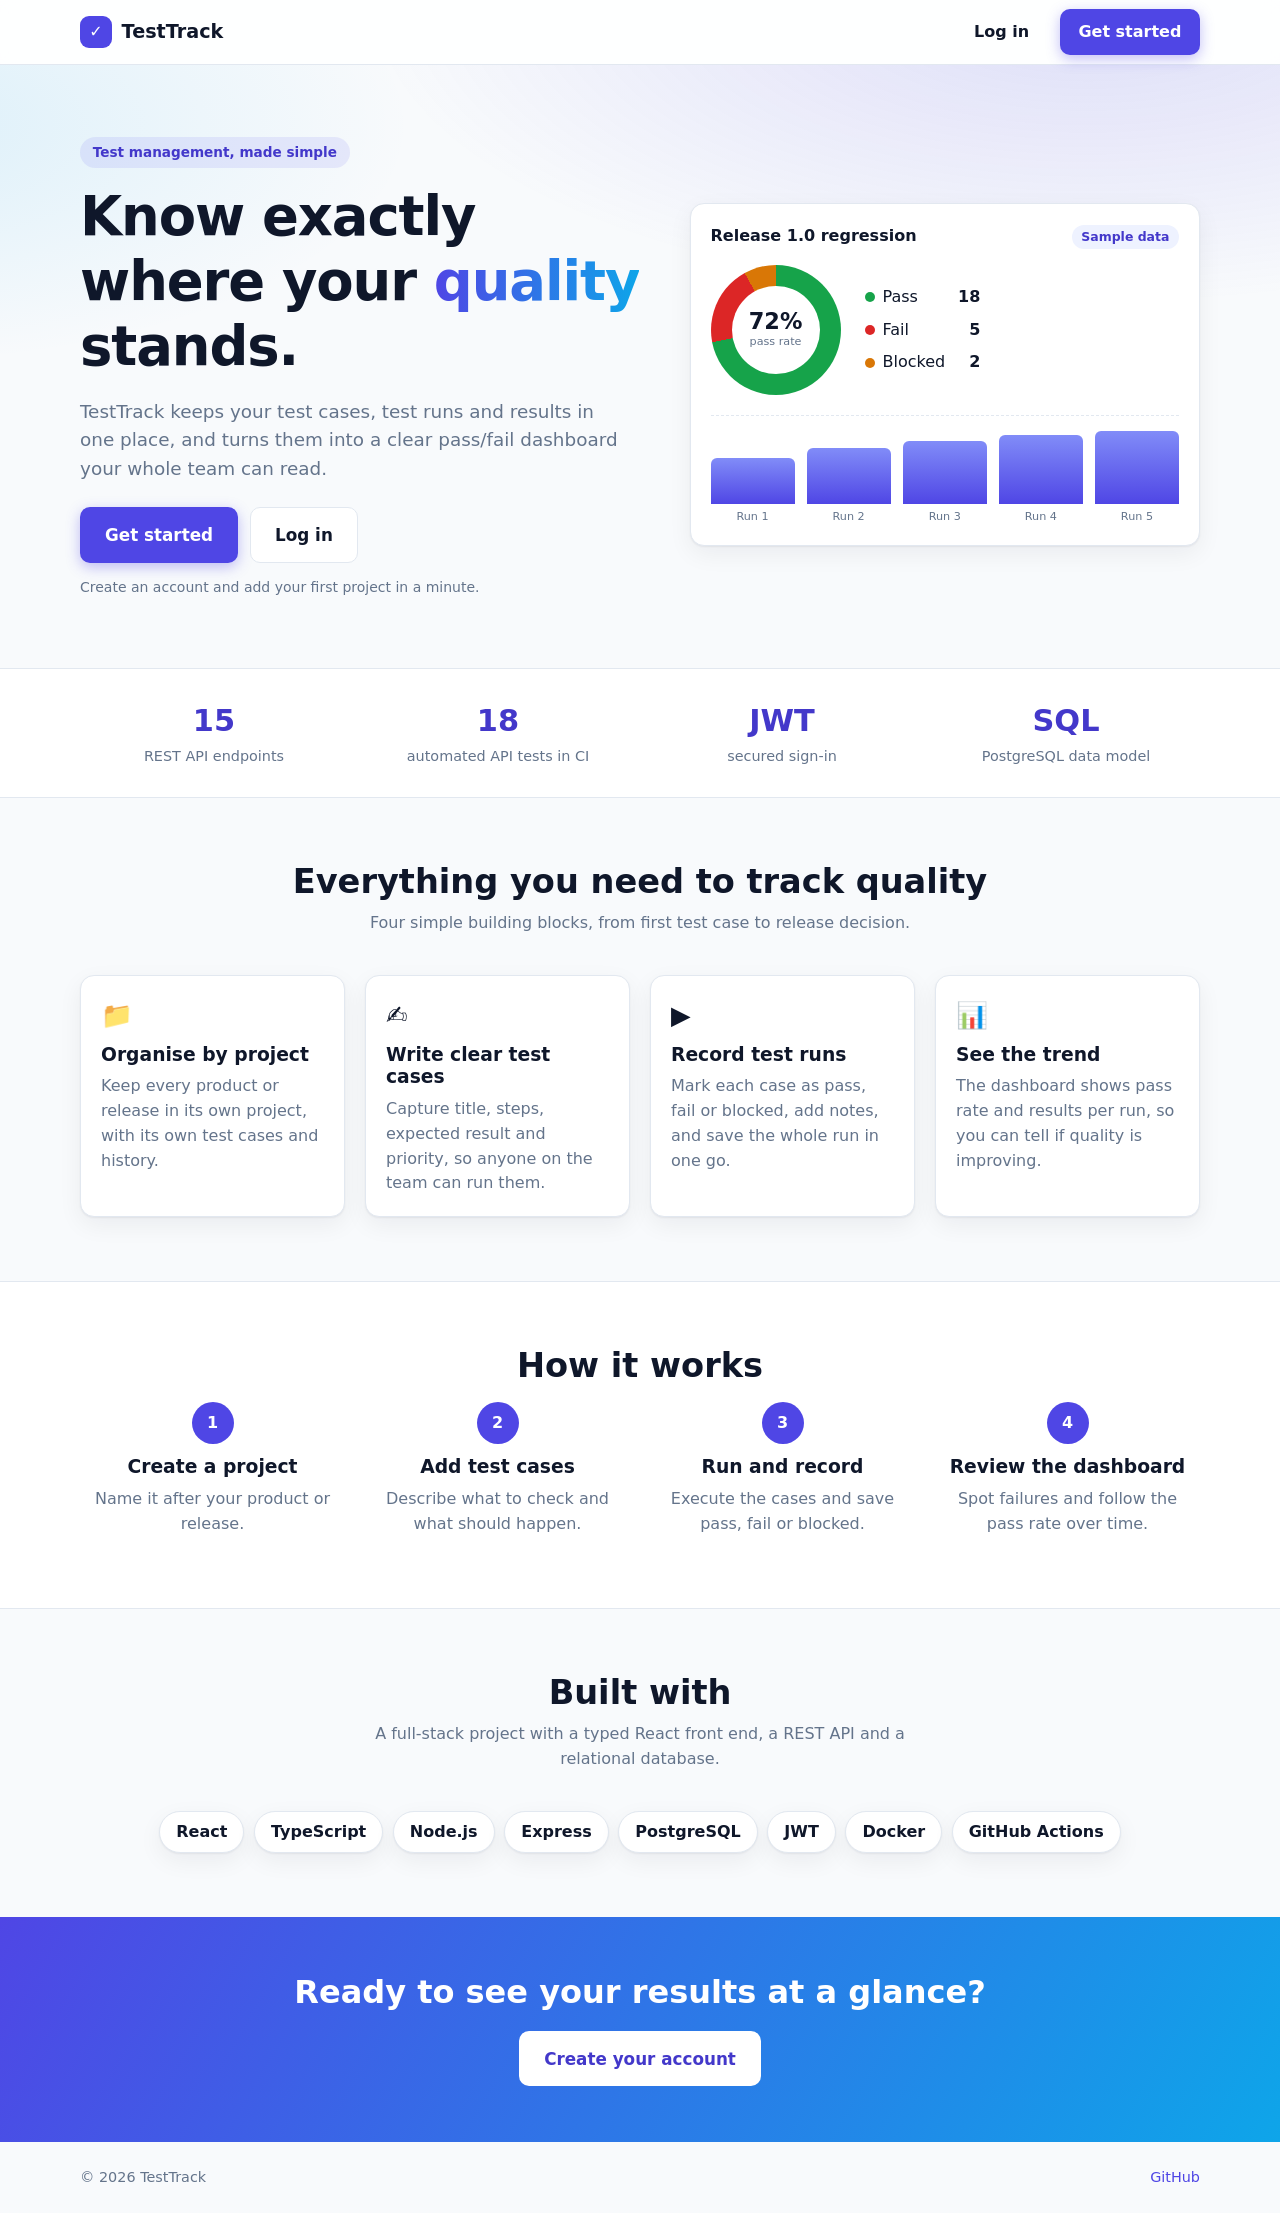 ✓ TestTrack
Log in
Get started
Test management, made simple
Know exactly
where your quality
stands.
TestTrack keeps your test cases, test runs and results in
one place, and turns them into a clear pass/fail dashboard
your whole team can read.
Get started
Log in
Create an account and add your first project in a minute.
Release 1.0 regression
Sample data
72%
pass rate
Pass 18
Fail 5
Blocked 2
Run 1
Run 2
Run 3
Run 4
Run 5
15
REST API endpoints
18
automated API tests in CI
JWT
secured sign-in
SQL
PostgreSQL data model
Everything you need to track quality
Four simple building blocks, from first test case to release decision.
Organise by project
Keep every product or
release in its own project,
with its own test cases and
history.
Write clear test
cases
Capture title, steps,
expected result and
priority, so anyone on the
team can run them.
Record test runs
Mark each case as pass,
fail or blocked, add notes,
and save the whole run in
one go.
See the trend
The dashboard shows pass
rate and results per run, so
you can tell if quality is
improving.
How it works
1
Create a project
Name it after your product or
release.
2
Add test cases
Describe what to check and
what should happen.
3
Run and record
Execute the cases and save
pass, fail or blocked.
4
Review the dashboard
Spot failures and follow the
pass rate over time.
Built with
A full-stack project with a typed React front end, a REST API and a
relational database.
React
TypeScript
Node.js
Express
PostgreSQL
JWT
Docker
GitHub Actions
Ready to see your results at a glance?
Create your account
© 2026 TestTrack
GitHub